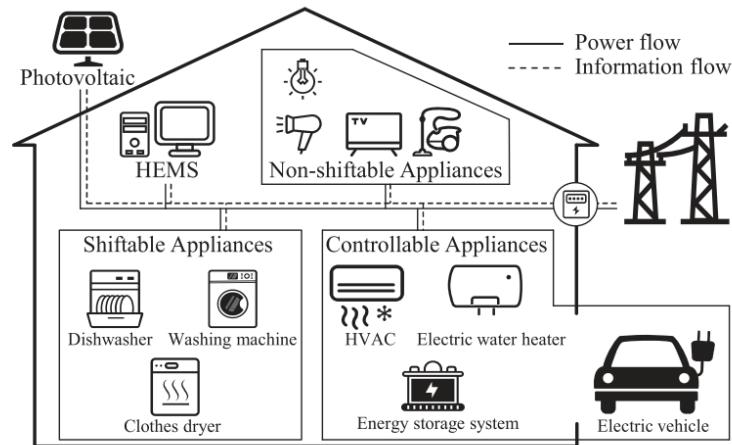 Power flow
Photovoltaic
Information flow
TV
HEMS
Non-shiftable Appliances
Shiftable Appliances
Controllable Appliances
Dishwasher
Washing machine
HVAC
Electric water heater
Clothes dryer
Energy storage system
Electric vehicle